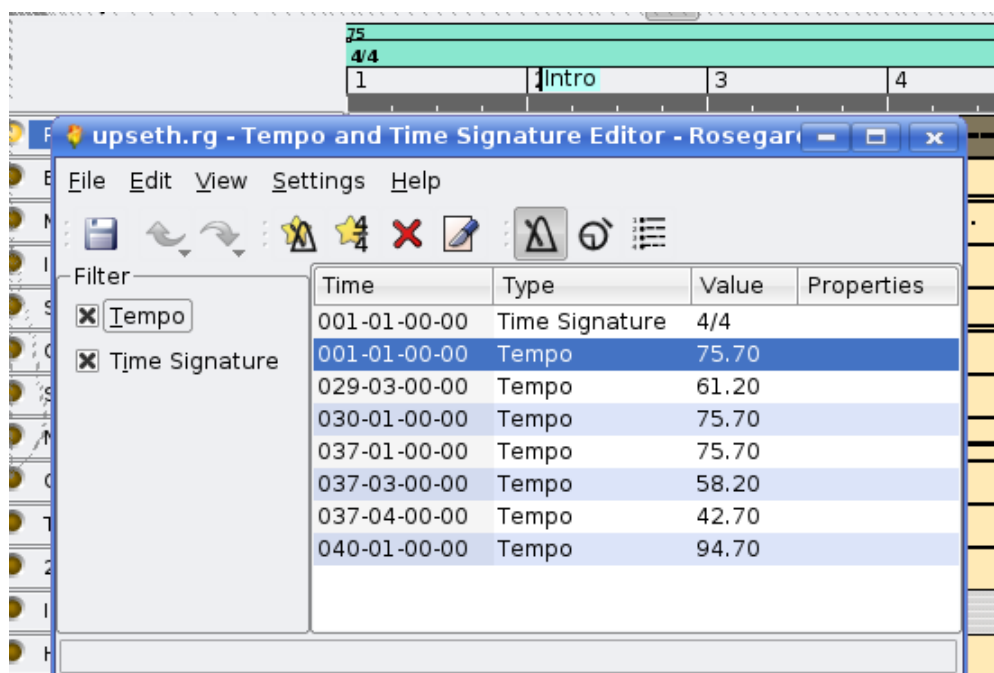 75
4/4
1 Intro 3 4
upseth.rg - Tempo and Time Signature Editor - Rosegar
File Edit View Settings Help
Filter
Tempo
Time Signature
Time Type Value Properties
001-01-00-00 Time Signature 4/4
001-01-00-00 Tempo 75.70
029-03-00-00 Tempo 61.20
030-01-00-00 Tempo 75.70
037-01-00-00 Tempo 75.70
037-03-00-00 Tempo 58.20
037-04-00-00 Tempo 42.70
040-01-00-00 Tempo 94.70